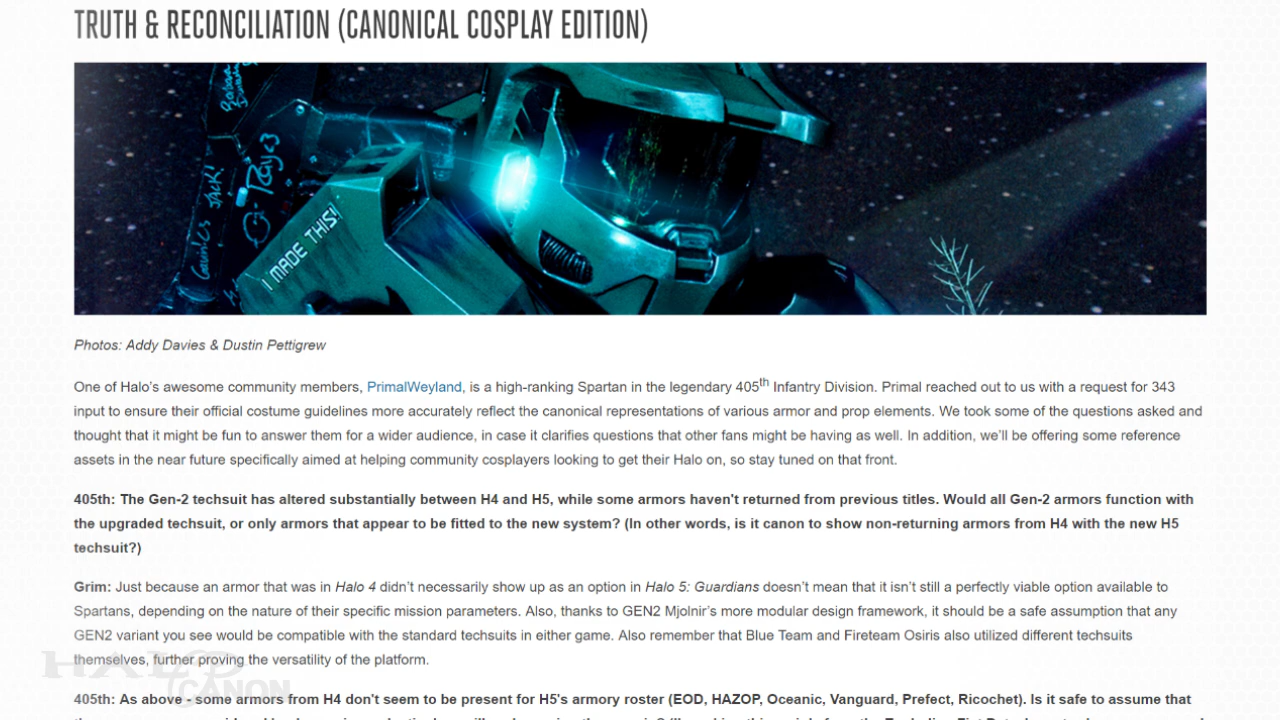 TRUTH & RECONCILIATION (CANONICAL COSPLAY EDITION)
Gavin les
JACK!
Ray <3
I MADE THIS!
Photos: Addy Davies & Dustin Pettigrew
One of Halo's awesome community members, PrimalWeyland, is a high-ranking Spartan in the legendary 405th Infantry Division. Primal reached out to us with a request for 343
input to ensure their official costume guidelines more accurately reflect the canonical representations of various armor and prop elements. We took some of the questions asked and
thought that it might be fun to answer them for a wider audience, in case it clarifies questions that other fans might be having as well. In addition, we'll be offering some reference
assets in the near future specifically aimed at helping community cosplayers looking to get their Halo on, so stay tuned on that front.
405th: The Gen-2 techsuit has altered substantially between H4 and H5, while some armors haven't returned from previous titles. Would all Gen-2 armors function with
the upgraded techsuit, or only armors that appear to be fitted to the new system? (In other words, is it canon to show non-returning armors from H4 with the new H5
techsuit?)
Grim: Just because an armor that was in Halo 4 didn't necessarily show up as an option in Halo 5: Guardians doesn't mean that it isn't still a perfectly viable option available to
Spartans, depending on the nature of their specific mission parameters. Also, thanks to GEN2 Mjolnir's more modular design framework, it should be a safe assumption that any
GEN2 variant you see would be compatible with the standard techsuits in either game. Also remember that Blue Team and Fireteam Osiris also utilized different techsuits
themselves, further proving the versatility of the platform.
HALO
CANON
405th: As above - some armors from H4 don't seem to be present for H5's armory roster (EOD, HAZOP, Oceanic, Vanguard, Prefect, Ricochet). Is it safe to assume that